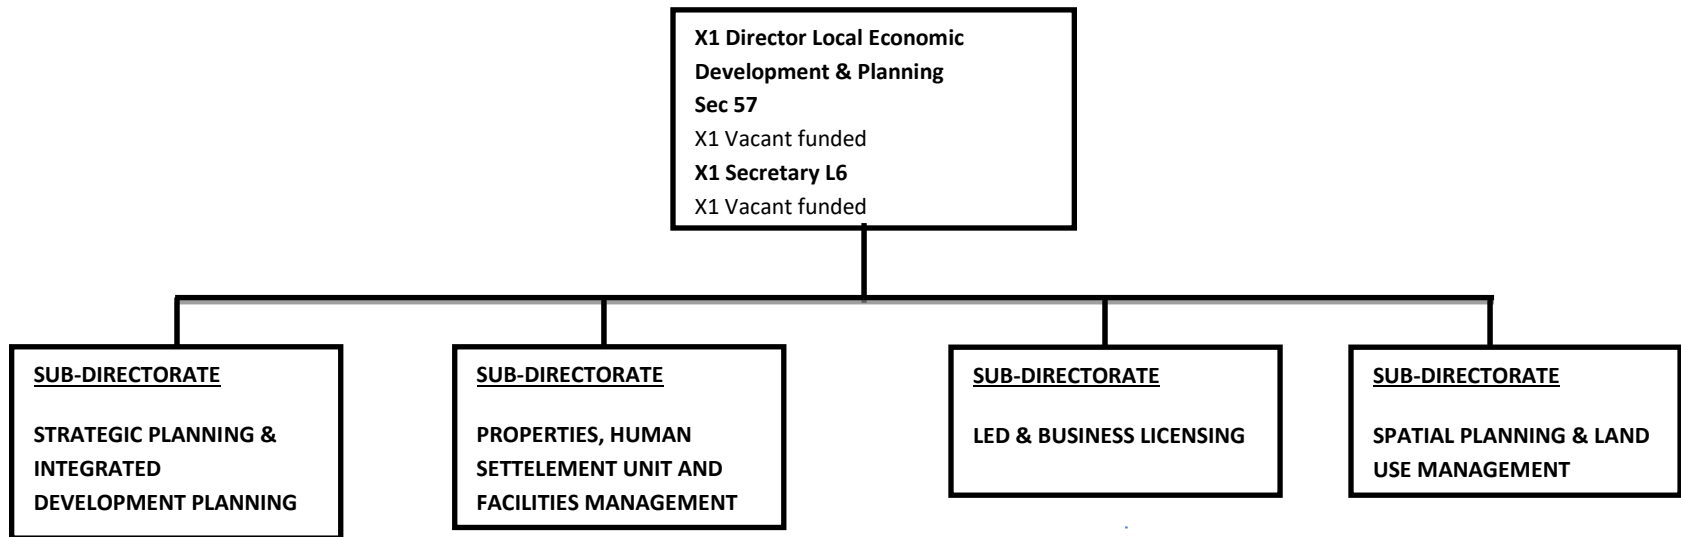 X1 Director Local Economic
Development & Planning
Sec 57
X1 Vacant funded
X1 Secretary L6
X1 Vacant funded
SUB-DIRECTORATE
STRATEGIC PLANNING &
INTEGRATED
DEVELOPMENT PLANNING
SUB-DIRECTORATE
PROPERTIES, HUMAN
SETTELEMENT UNIT AND
FACILITIES MANAGEMENT
SUB-DIRECTORATE
LED & BUSINESS LICENSING
SUB-DIRECTORATE
SPATIAL PLANNING & LAND
USE MANAGEMENT